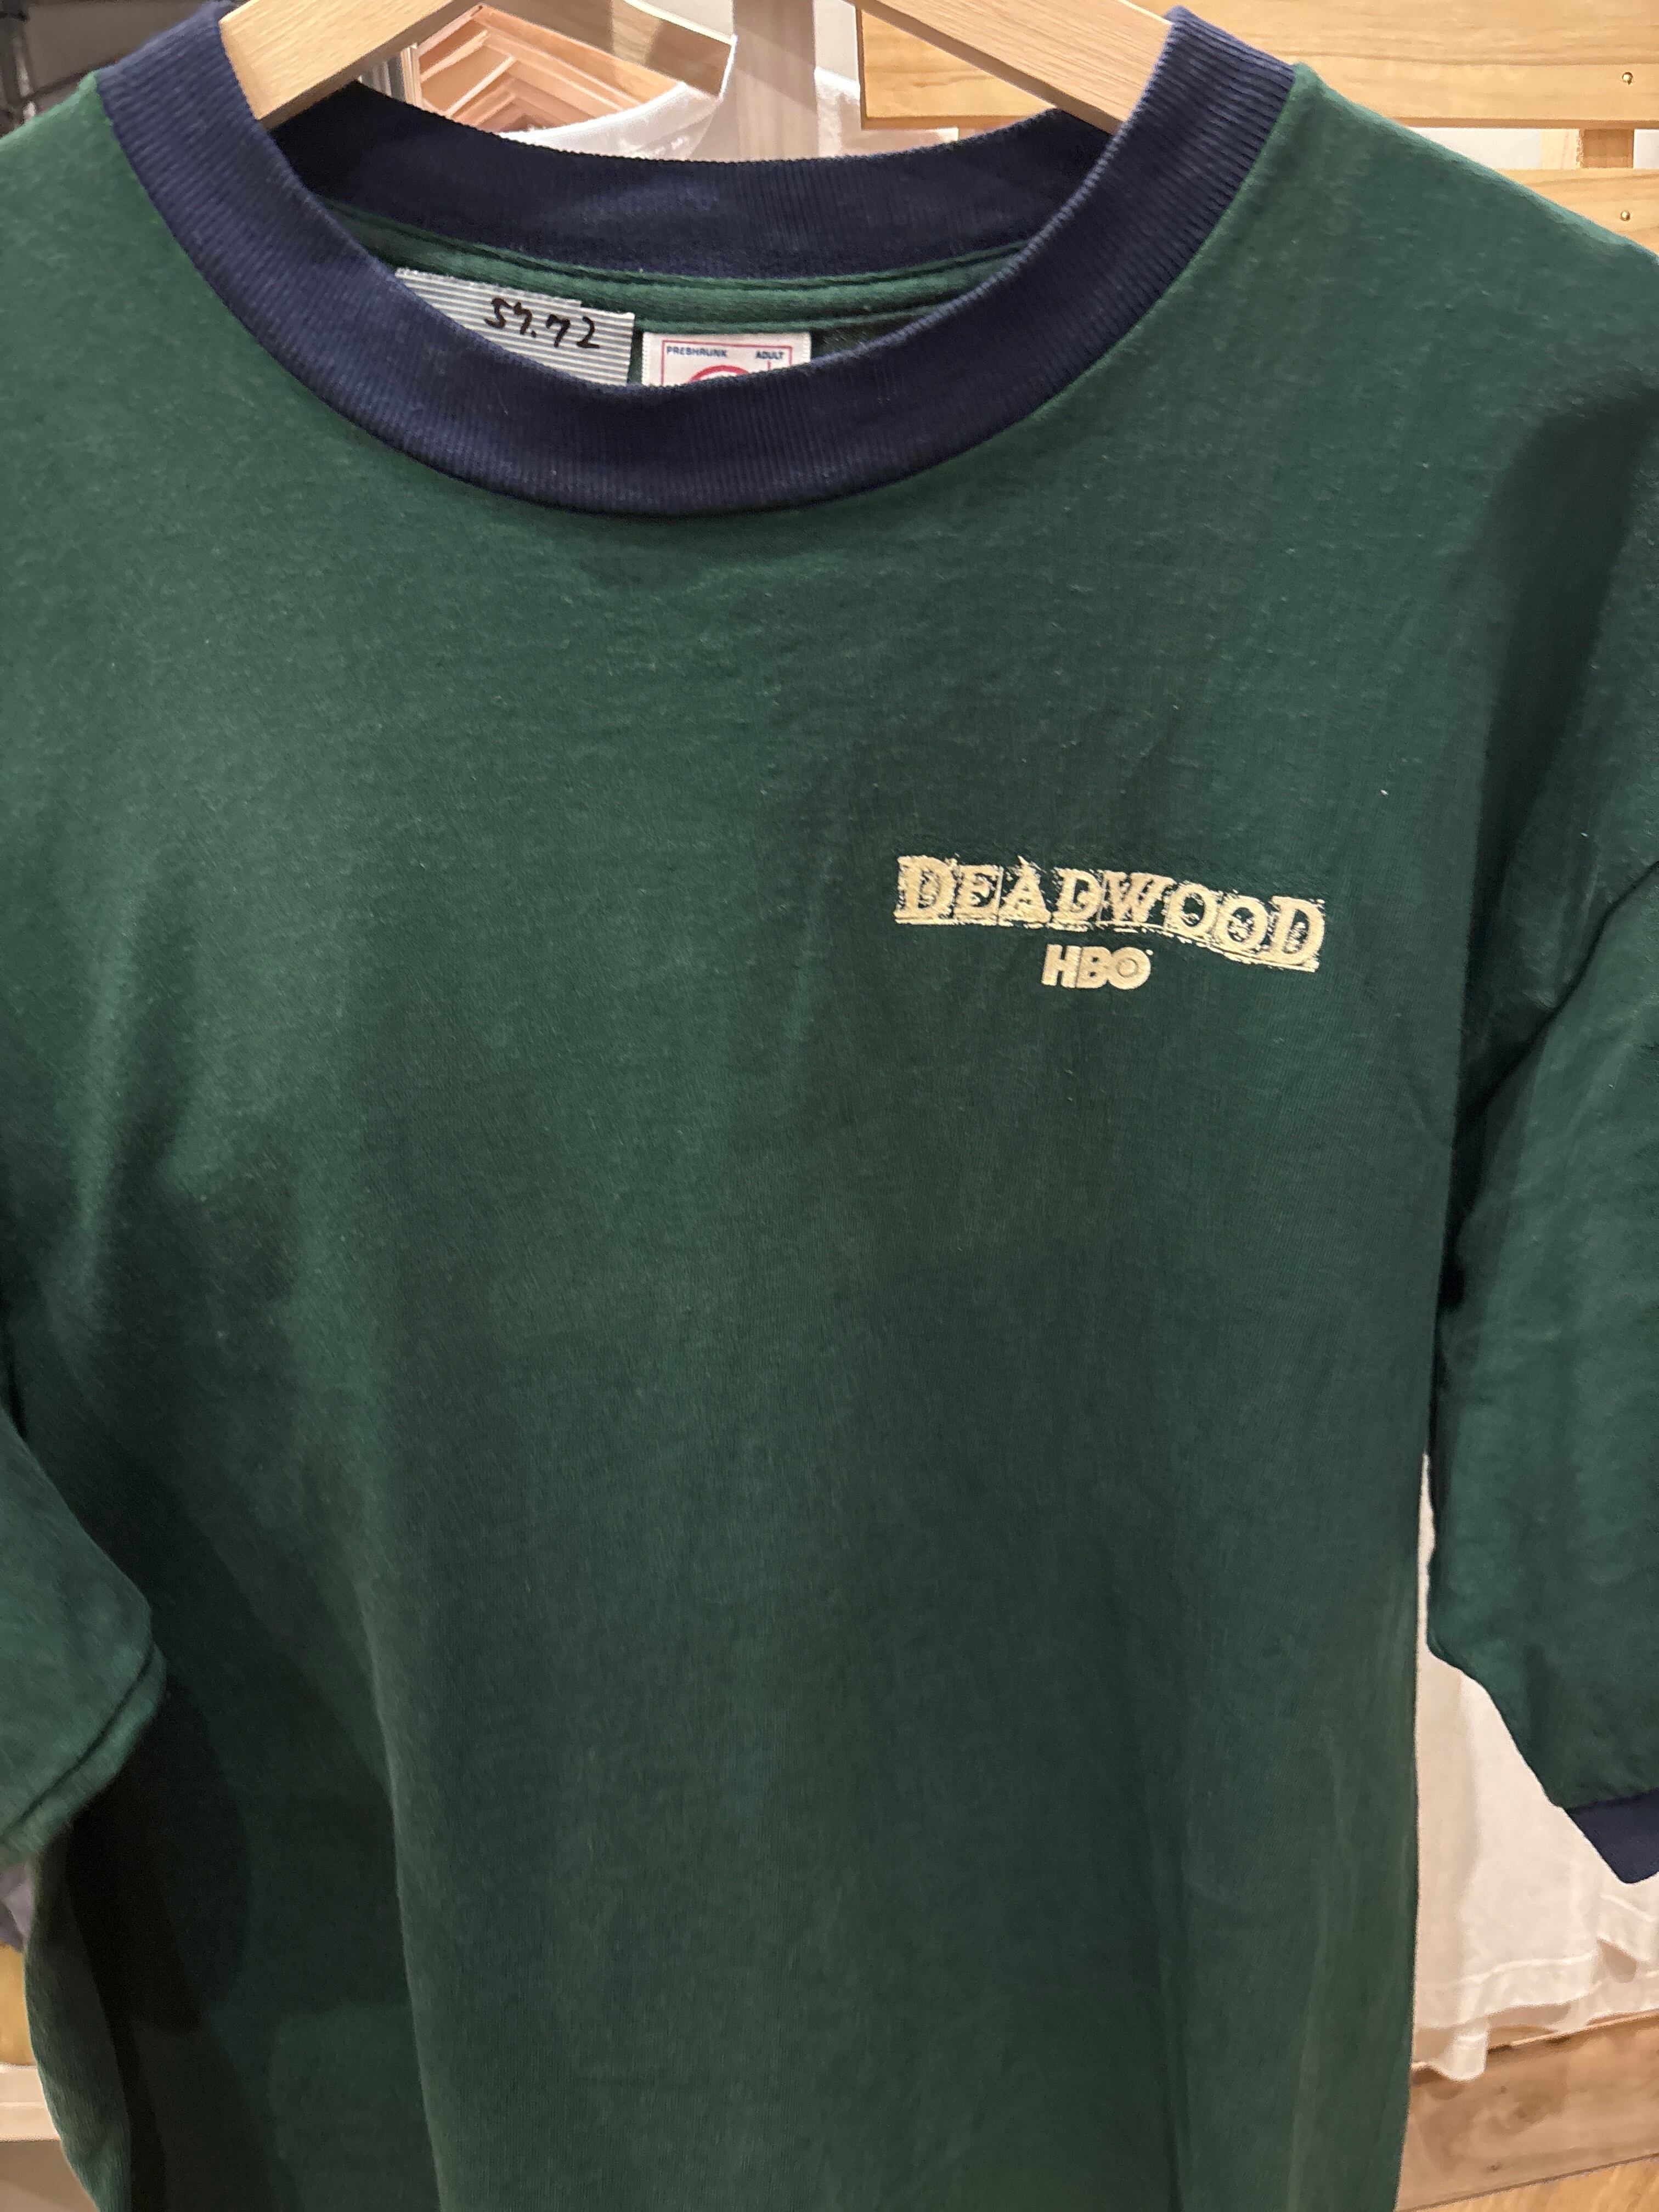 57.72
PRESHRUNK ADULT
DEADWOOD
HBO